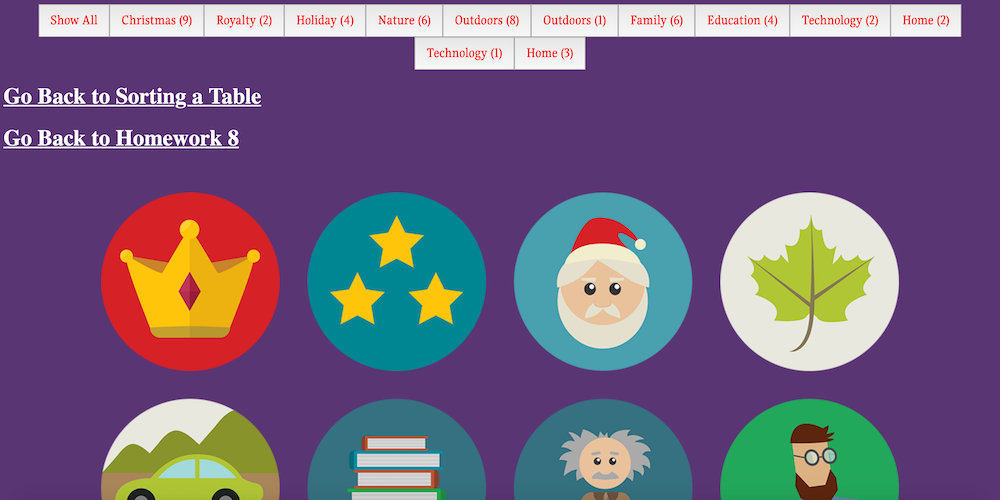 Show All Christmas (9) Royalty (2) Holiday (4) Nature (6) Outdoors (8) Outdoors (1) Family (6) Education (4) Technology (2) Home (2)
Technology (1) Home (3)
Go Back to Sorting a Table
Go Back to Homework 8